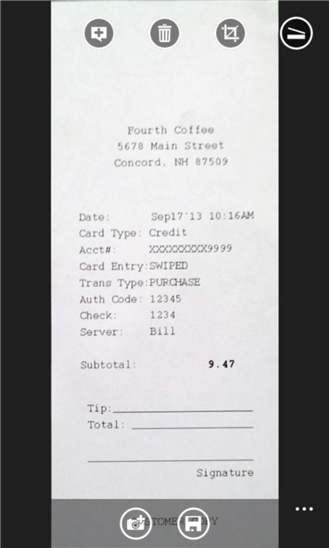 Fourth Coffee
5678 Main Street
Concord, NH 87509
Date: Sep17'13 10:16AM
Card Type: Credit
Acct#: XXXXXXXXX9999
Card Entry:SWIPED
Trans Type:PURCHASE
Auth Code: 12345
Check: 1234
Server: Bill
Subtotal: 9.47
Tip:
Total:
Signature